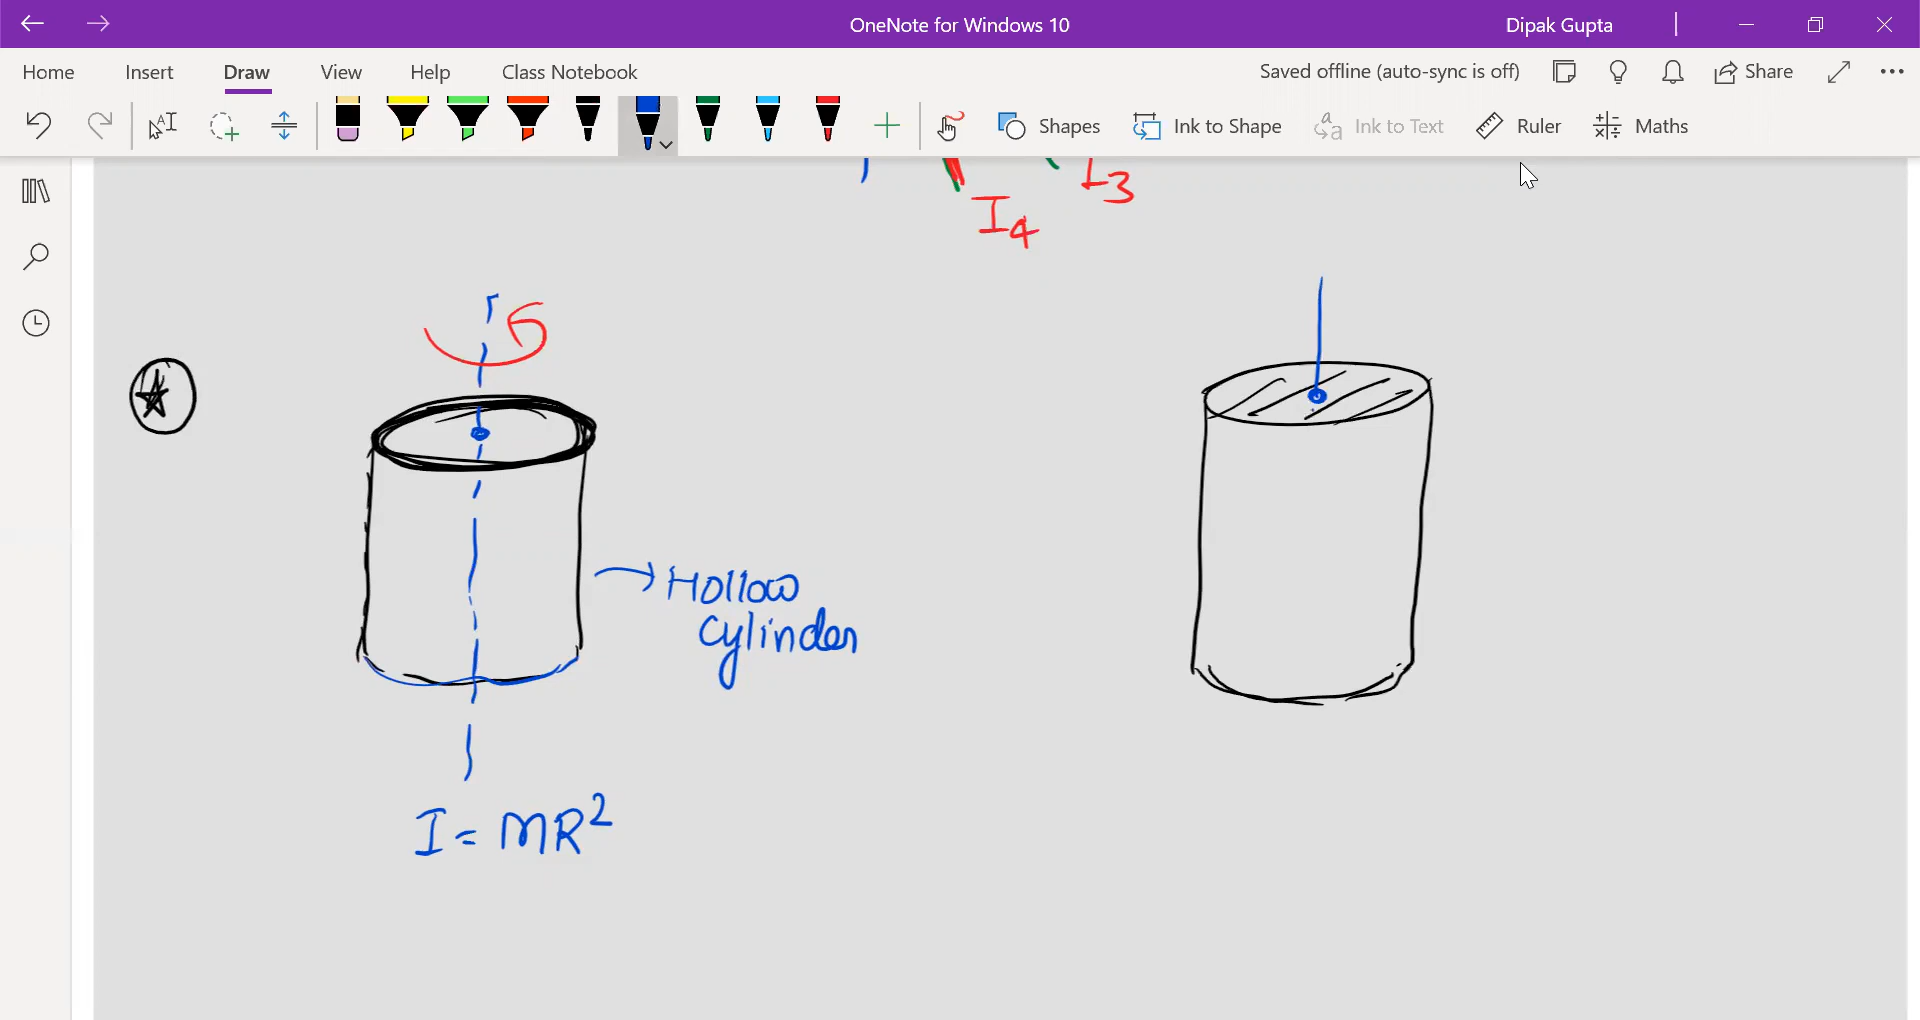 OneNote for Windows 10
Dipak Gupta
Home Insert Draw View Help Class Notebook
Saved offline (auto-sync is off)
Share
Shapes
Ink to Shape
Ink to Text
Ruler
Maths
I3
I4
Hollow
Cylinder
I = MR²